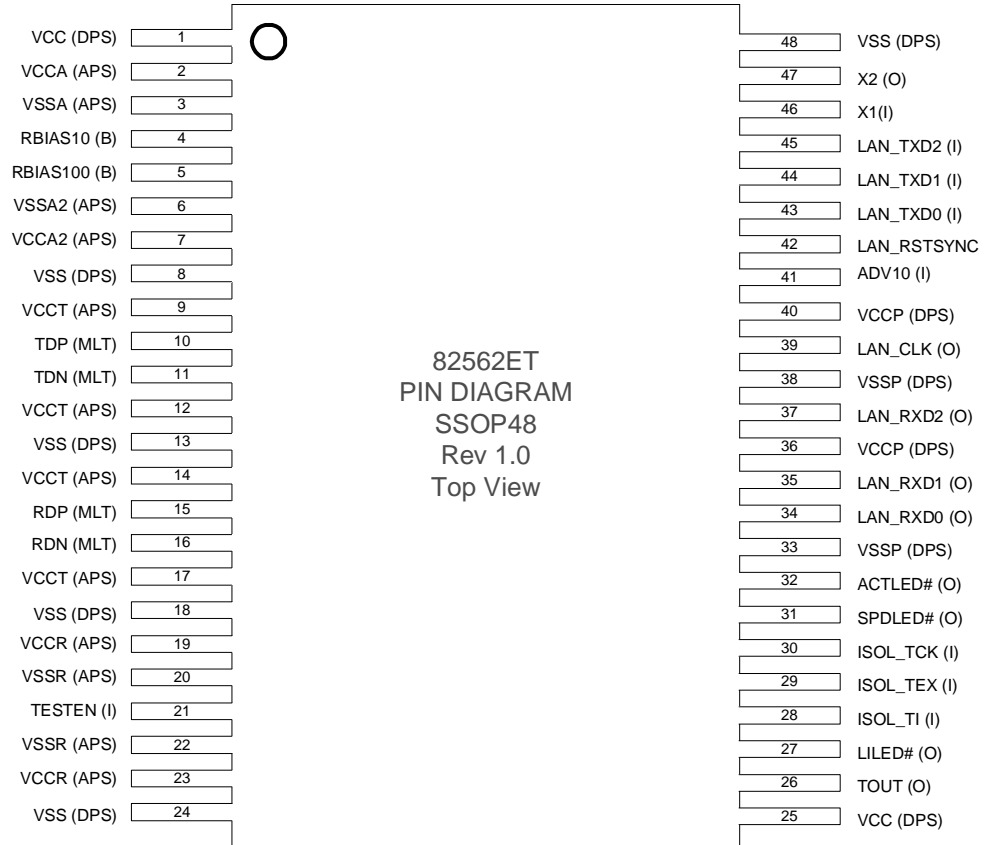 VCC (DPS) 1
VCCA (APS) 2
VSSA (APS) 3
RBIAS10 (B) 4
RBIAS100 (B) 5
VSSA2 (APS) 6
VCCA2 (APS) 7
VSS (DPS) 8
VCCT (APS) 9
TDP (MLT) 10
TDN (MLT) 11
VCCT (APS) 12
VSS (DPS) 13
VCCT (APS) 14
RDP (MLT) 15
RDN (MLT) 16
VCCT (APS) 17
VSS (DPS) 18
VCCR (APS) 19
VSSR (APS) 20
TESTEN (I) 21
VSSR (APS) 22
VCCR (APS) 23
VSS (DPS) 24
82562ET
PIN DIAGRAM
SSOP48
Rev 1.0
Top View
48 VSS (DPS)
47 X2 (O)
46 X1(I)
45 LAN_TXD2 (I)
44 LAN_TXD1 (I)
43 LAN_TXD0 (I)
42 LAN_RSTSYNC
41 ADV10 (I)
40 VCCP (DPS)
39 LAN_CLK (O)
38 VSSP (DPS)
37 LAN_RXD2 (O)
36 VCCP (DPS)
35 LAN_RXD1 (O)
34 LAN_RXD0 (O)
33 VSSP (DPS)
32 ACTLED# (O)
31 SPDLED# (O)
30 ISOL_TCK (I)
29 ISOL_TEX (I)
28 ISOL_TI (I)
27 LILED# (O)
26 TOUT (O)
25 VCC (DPS)